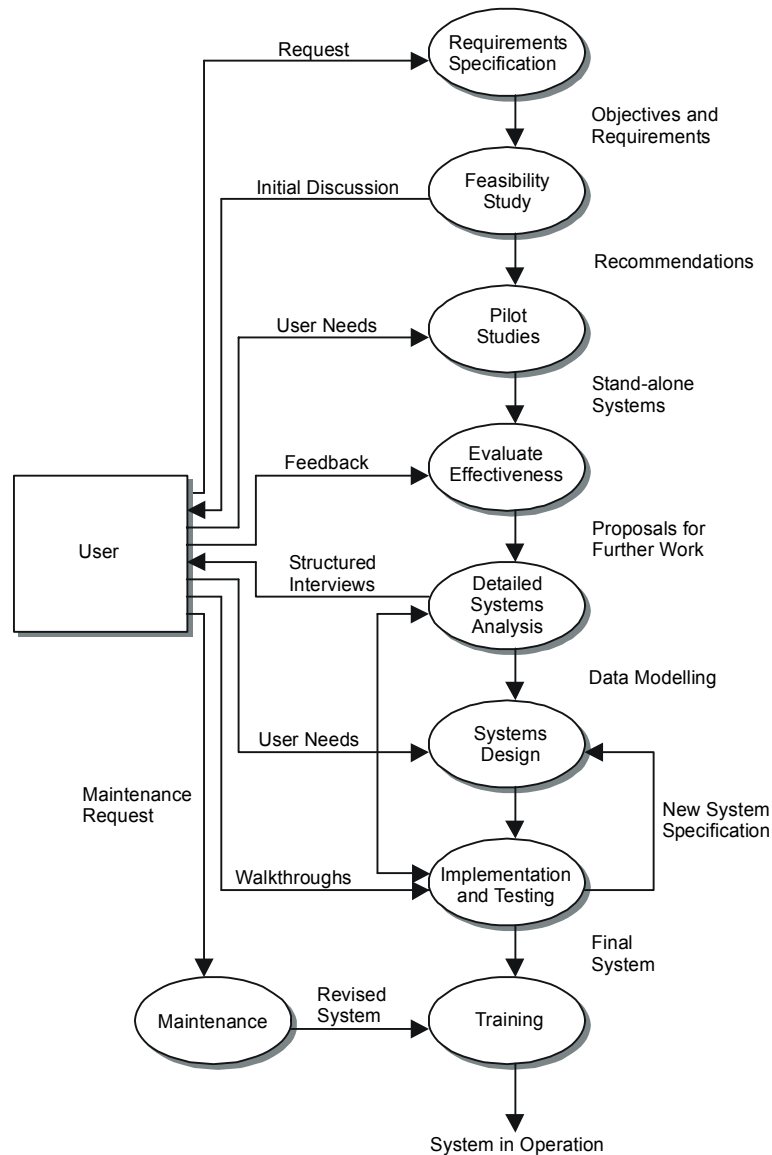 Request
Requirements
Specification
Objectives and
Requirements
Initial Discussion
Feasibility
Study
Recommendations
User Needs
Pilot
Studies
Stand-alone
Systems
Feedback
Evaluate
Effectiveness
User
Proposals for
Further Work
Structured
Interviews
Detailed
Systems
Analysis
Data Modelling
User Needs
Systems
Design
Maintenance
Request
New System
Specification
Walkthroughs
Implementation
and Testing
Final
System
Maintenance
Revised
System
Training
System in Operation